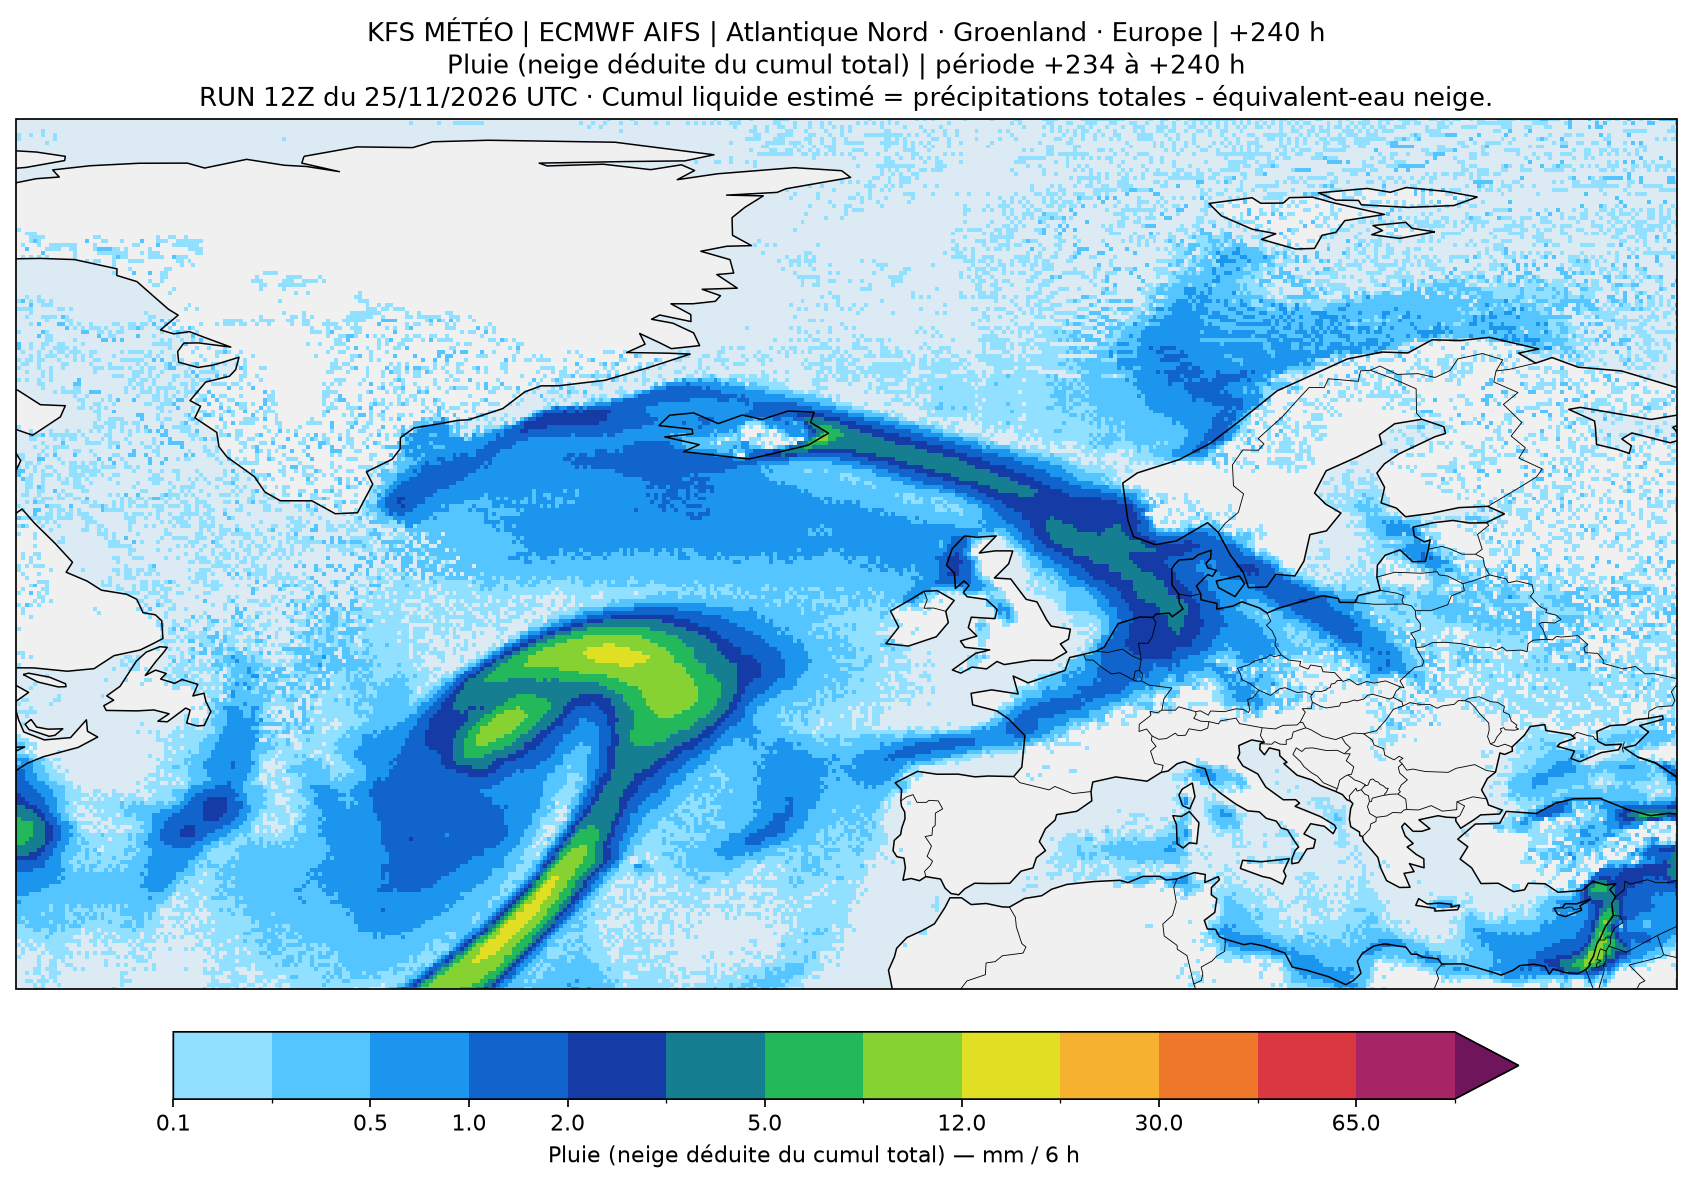 KFS MÉTÉO | ECMWF AIFS | Atlantique Nord · Groenland · Europe | +240 h
Pluie (neige déduite du cumul total) | période +234 à +240 h
RUN 12Z du 25/11/2026 UTC · Cumul liquide estimé = précipitations totales - équivalent-eau neige.
0.1 0.5 1.0 2.0 5.0 12.0 30.0 65.0
Pluie (neige déduite du cumul total) — mm / 6 h